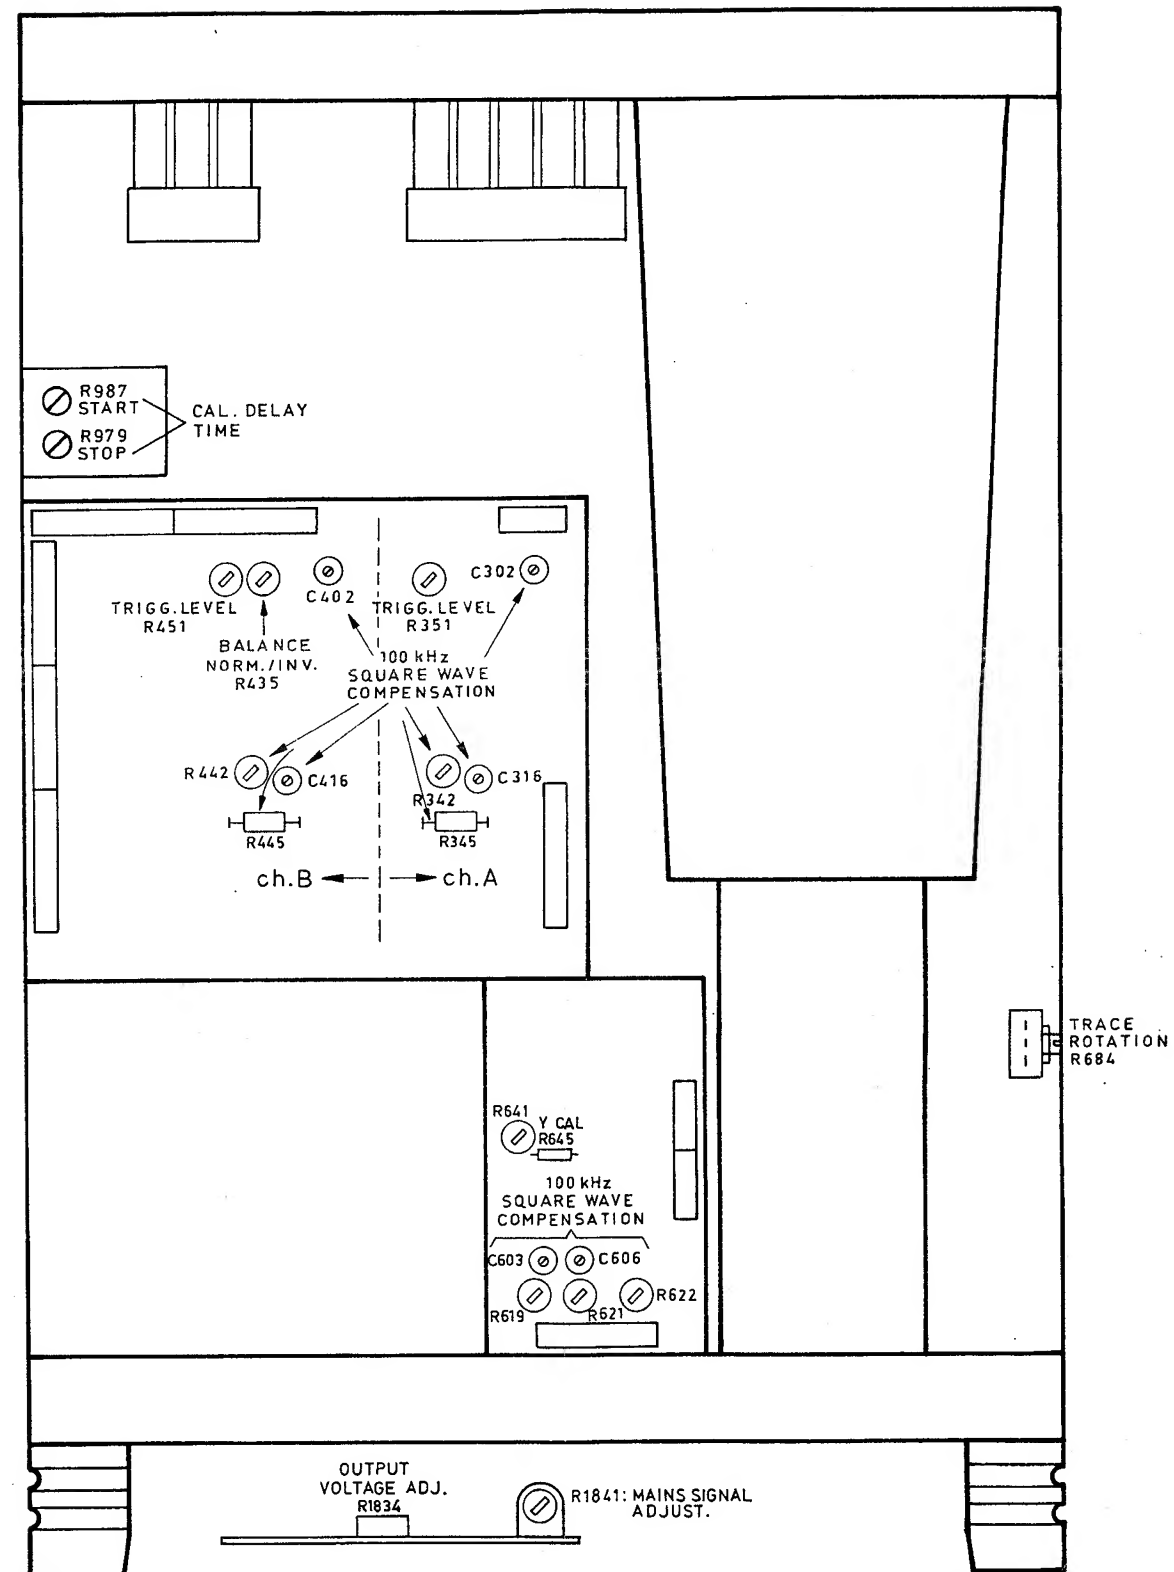 R987
START
R979
STOP
CAL. DELAY
TIME
C402
C302
TRIGG.LEVEL
R451
TRIGG.LEVEL
R351
BALANCE
NORM./INV.
R435
100 kHz
SQUARE WAVE
COMPENSATION
R442
C416
R342
C316
R445
R345
ch.B
ch.A
TRACE
ROTATION
R684
R641
Y CAL
R645
100 kHz
SQUARE WAVE
COMPENSATION
C603
C606
R619
R621
R622
OUTPUT
VOLTAGE ADJ.
R1834
R1841: MAINS SIGNAL
ADJUST.